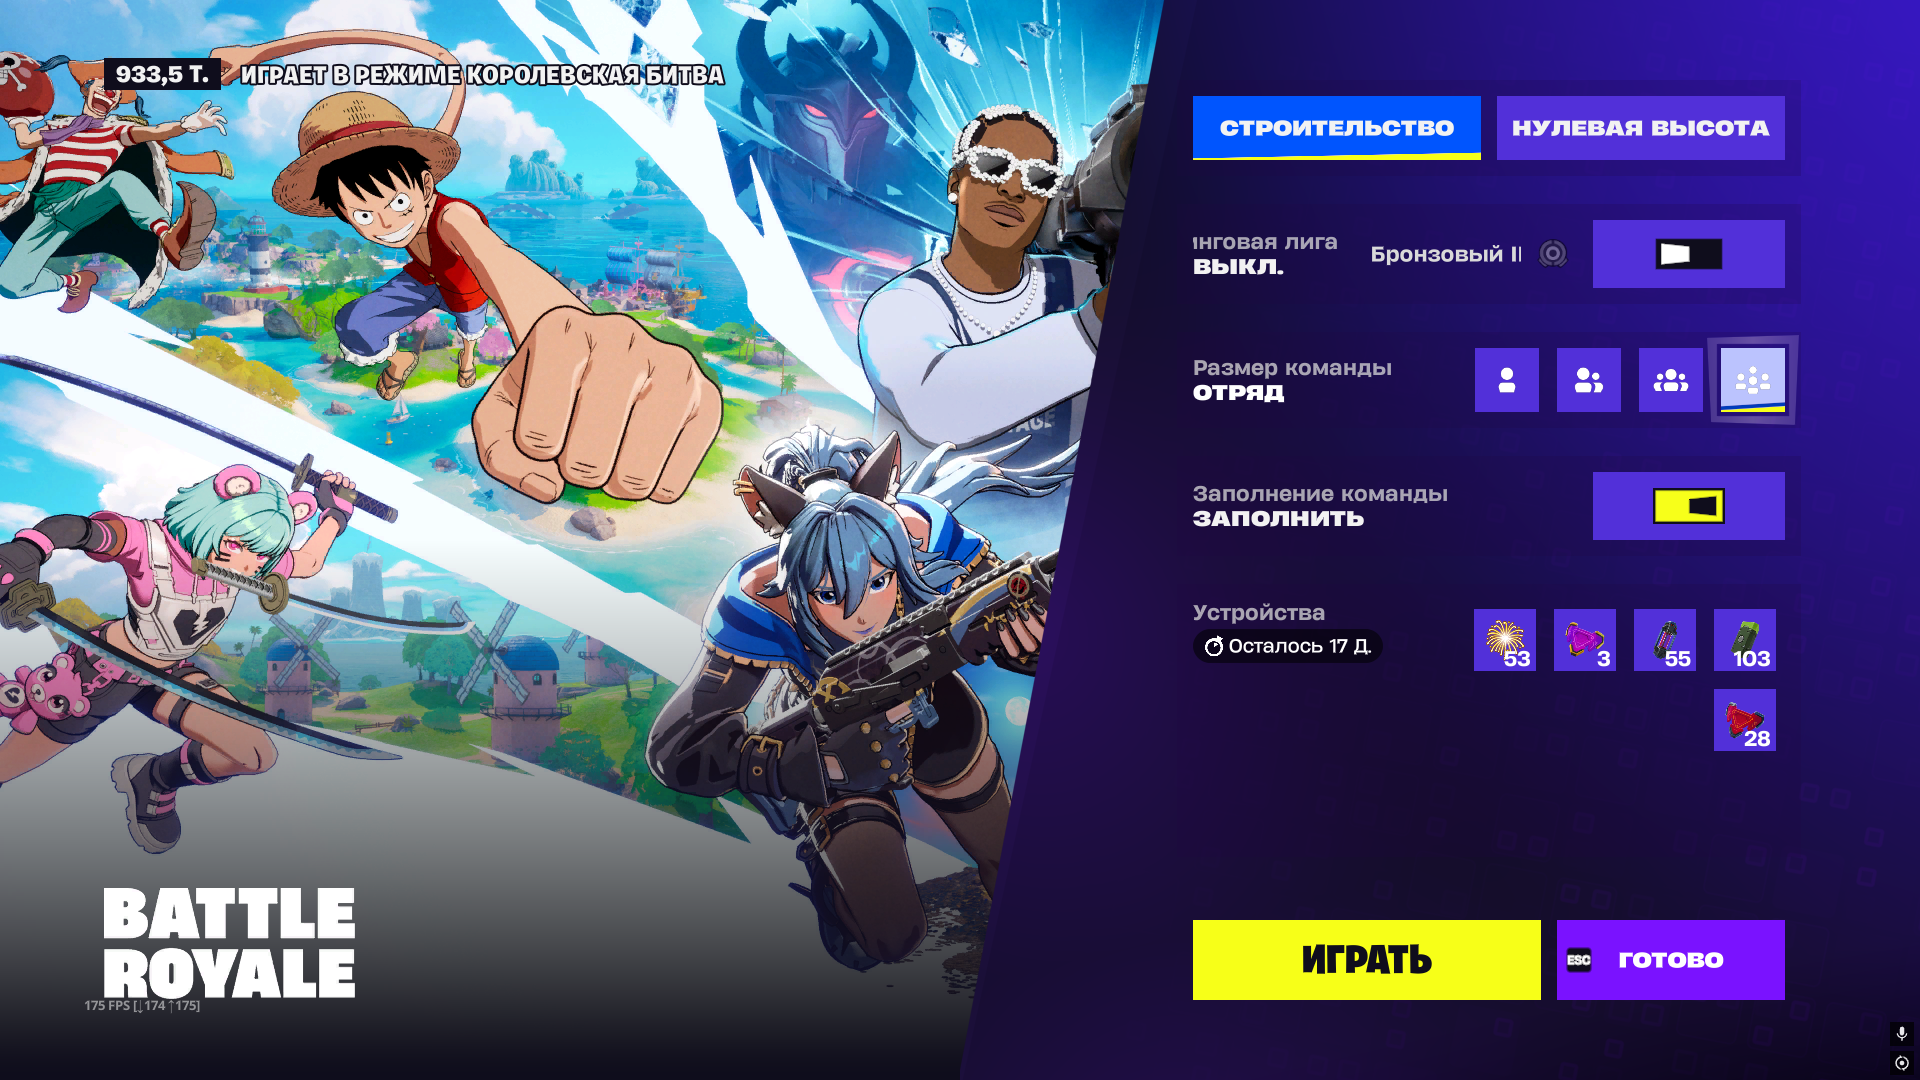 933,5 Т. ИГРАЕТ В РЕЖИМЕ КОРОЛЕВСКАЯ БИТВА
СТРОИТЕЛЬСТВО НУЛЕВАЯ ВЫСОТА
нговая лига
ВЫКЛ.
Бронзовый II
Размер команды
ОТРЯД
Заполнение команды
ЗАПОЛНИТЬ
Устройства
Осталось 17 Д.
53 3 55 103
28
BATTLE
ROYALE
175 FPS [↓174 ↑175]
ИГРАТЬ
ESC ГОТОВО